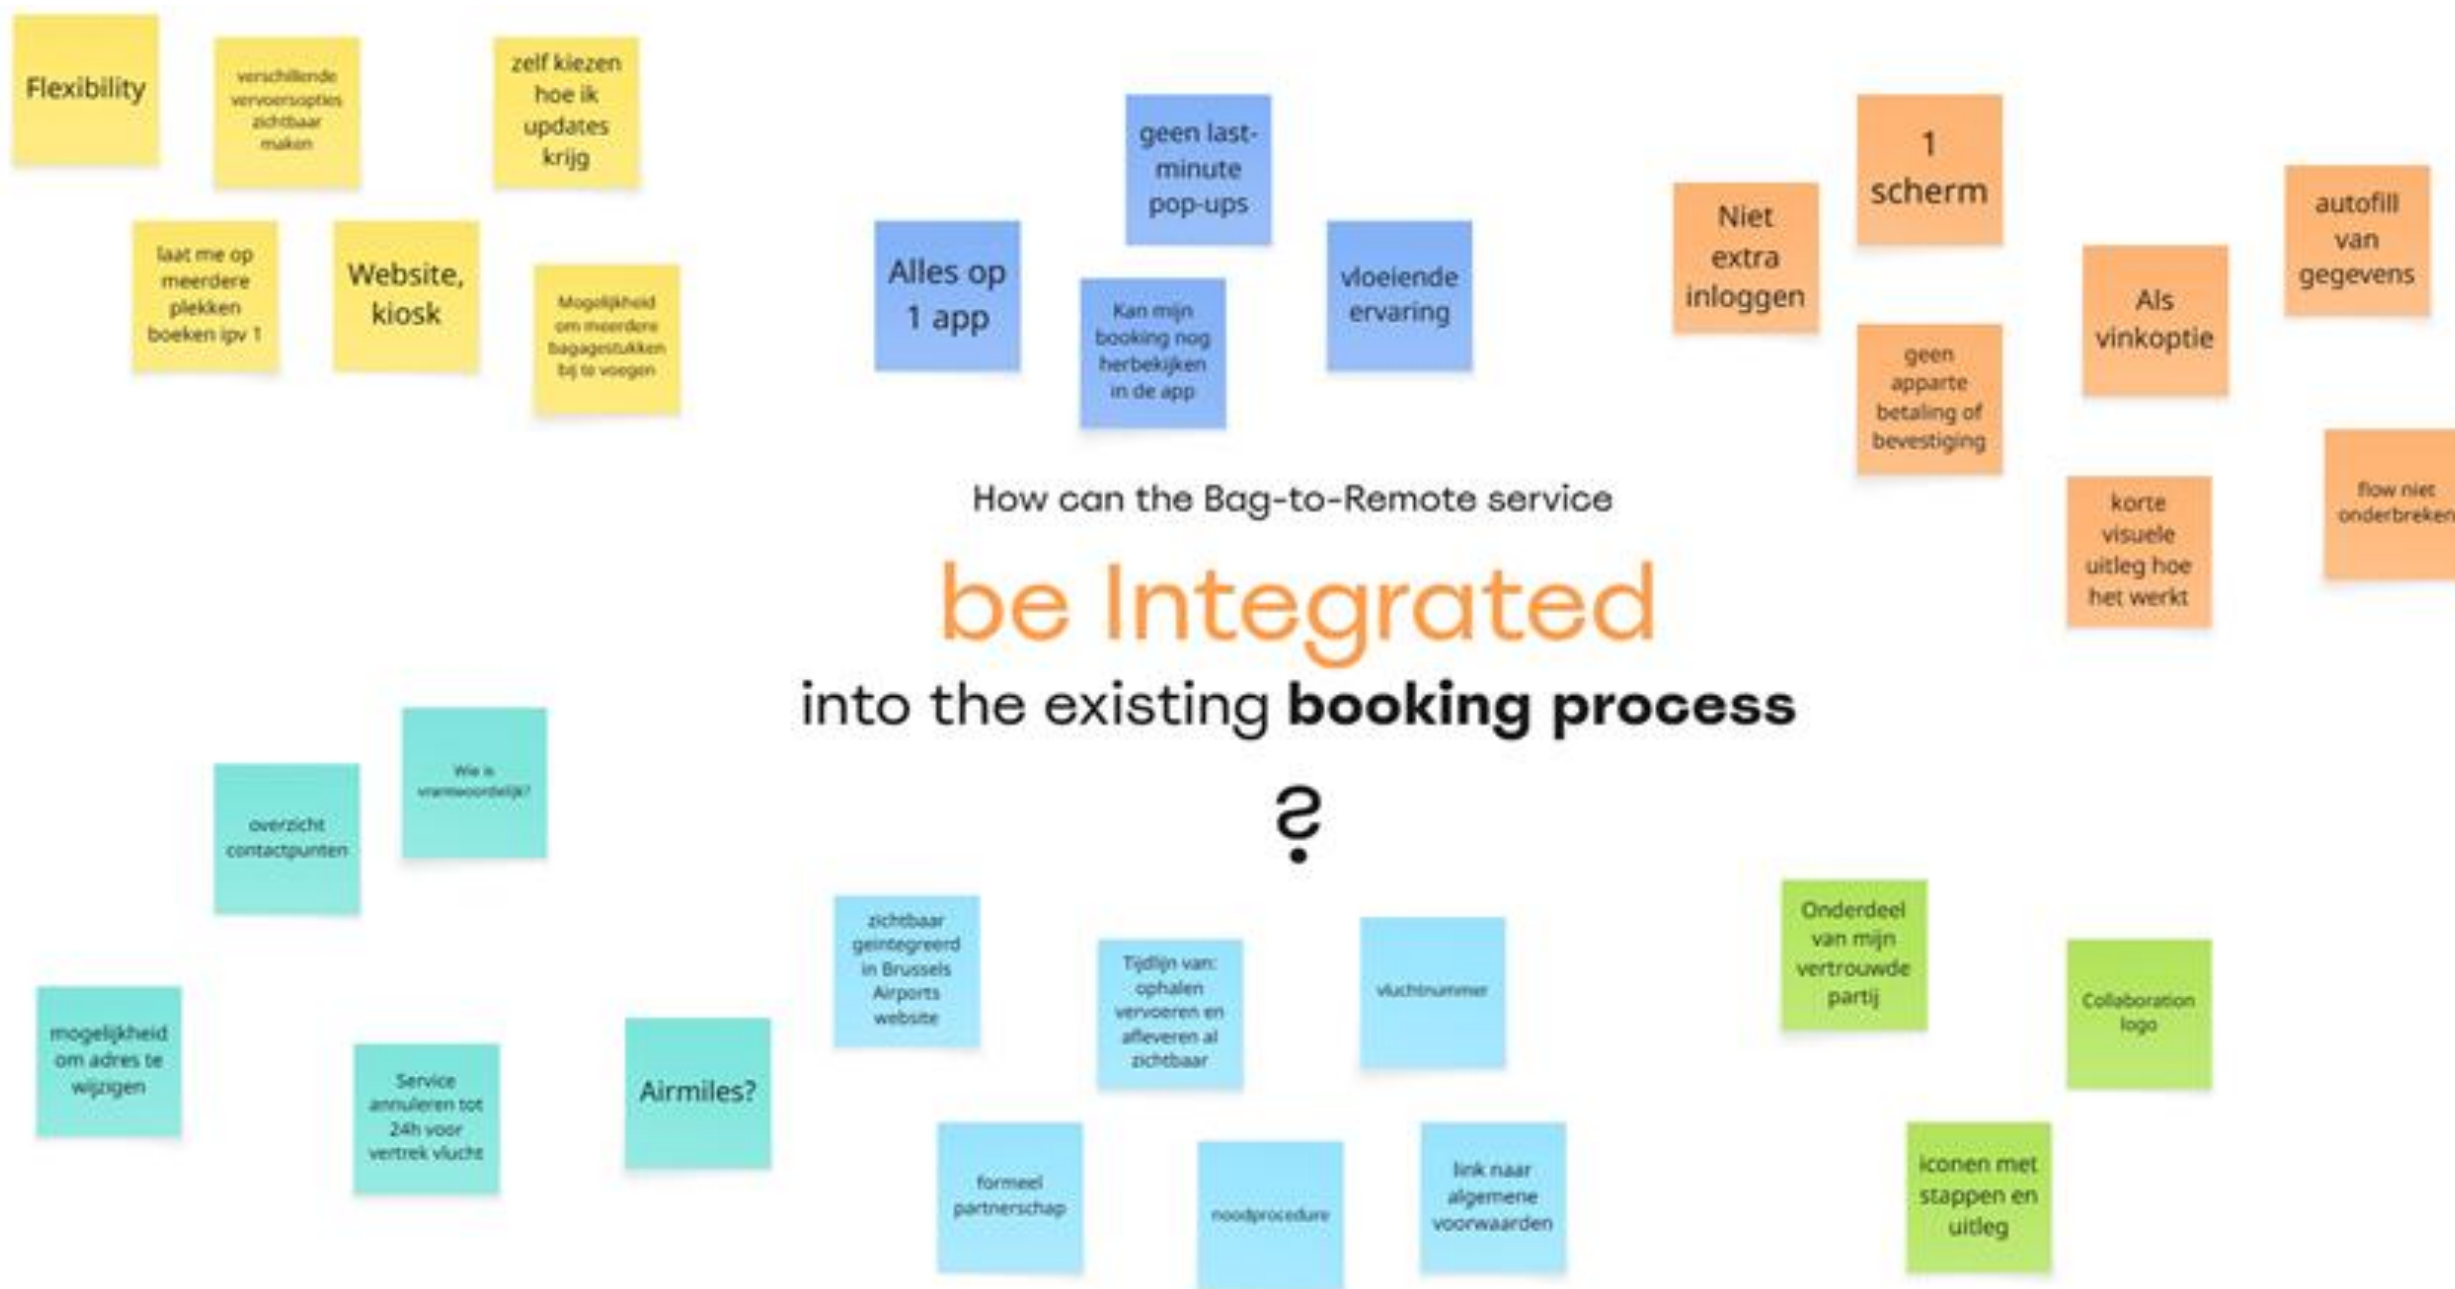 Flexibility
verschillende
vervoersopties
zichtbaar
maken
zelf kiezen
hoe ik
updates
krijg
laat me op
meerdere
plekken
boeken ipv 1
Website,
kiosk
Mogelijkheid
om meerdere
bagagestukken
bij te voegen
geen last-
minute
pop-ups
Alles op
1 app
Kan mijn
booking nog
herbekijken
in de app
vloeiende
ervaring
1
scherm
Niet
extra
inloggen
autofill
van
gegevens
Als
vinkoptie
geen
apparte
betaling of
bevestiging
korte
visuele
uitleg hoe
het werkt
flow niet
onderbreken
How can the Bag-to-Remote service
be Integrated
into the existing booking process
?
Wie is
overzicht
contactpunten
mogelijkheid
om adres te
wijzigen
Service
annuleren tot
24h voor
vertrek vlucht
Airmiles?
zichtbaar
geintegreerd
in Brussels
Airports
website
Tijdlijn van:
ophalen
vervoeren en
afleveren al
zichtbaar
vluchtnummer
formeel
partnerschap
noodprocedure
link naar
algemene
voorwaarden
Onderdeel
van mijn
vertrouwde
partij
Collaboration
logo
iconen met
stappen en
uitleg